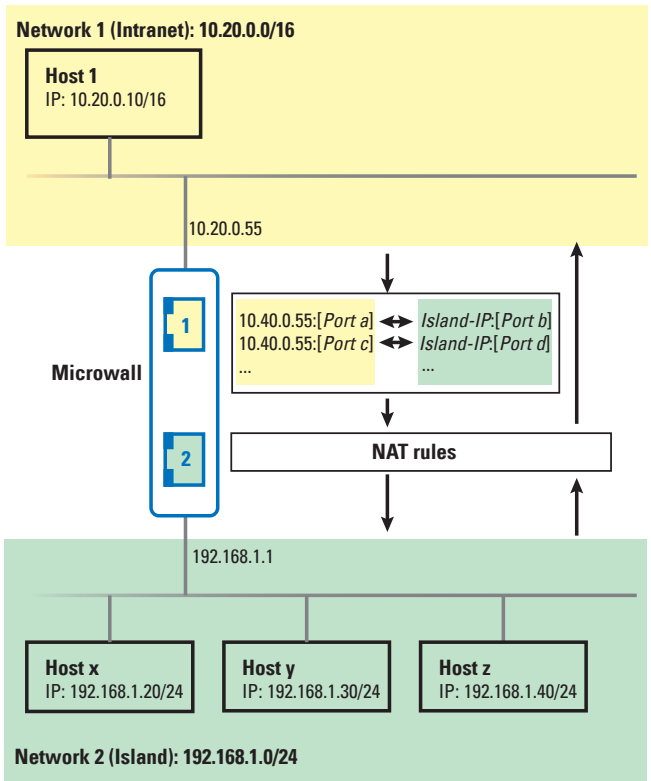 Network 1 (Intranet): 10.20.0.0/16
Host 1
IP: 10.20.0.10/16
10.20.0.55
1
10.40.0.55:[Port a] Island-IP:[Port b]
10.40.0.55:[Port c] Island-IP:[Port d]
... ...
Microwall
2
NAT rules
192.168.1.1
Host x
IP: 192.168.1.20/24
Host y
IP: 192.168.1.30/24
Host z
IP: 192.168.1.40/24
Network 2 (Island): 192.168.1.0/24